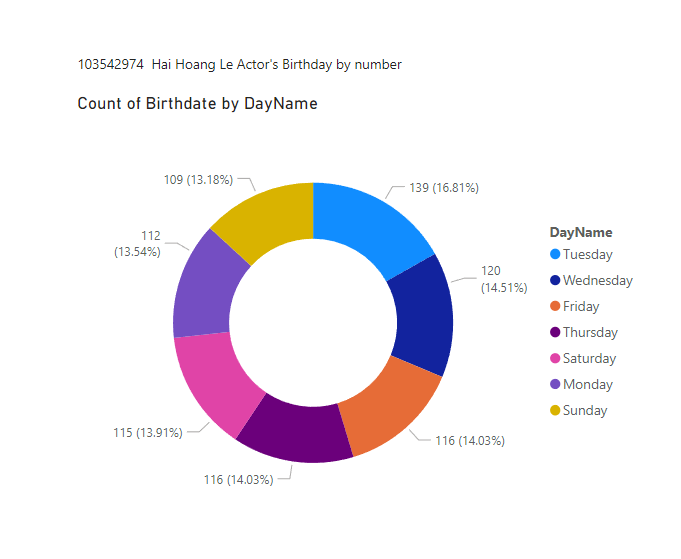 103542974 Hai Hoang Le Actor's Birthday by number
Count of Birthdate by DayName
109 (13.18%)
139 (16.81%)
112
(13.54%)
120
(14.51%)
115 (13.91%)
116 (14.03%)
116 (14.03%)
DayName
Tuesday
Wednesday
Friday
Thursday
Saturday
Monday
Sunday